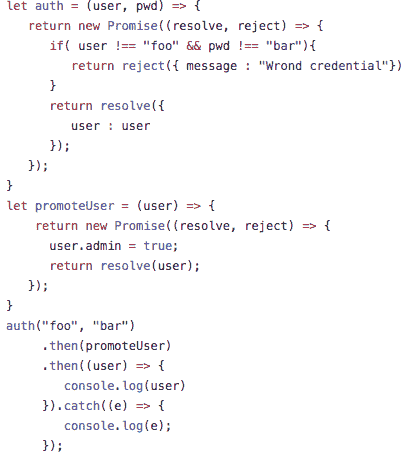 let auth = (user, pwd) => {
   return new Promise((resolve, reject) => {
      if( user !== "foo" && pwd !== "bar"){
         return reject({ message : "Wrond credential"})
      }
      return resolve({
         user : user
      });
   });
}
let promoteUser = (user) => {
    return new Promise((resolve, reject) => {
      user.admin = true;
      return resolve(user);
   });
}
auth("foo", "bar")
     .then(promoteUser)
     .then((user) => {
        console.log(user)
     }).catch((e) => {
        console.log(e);
     });